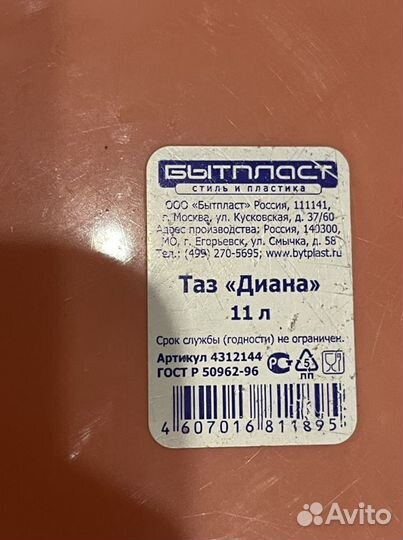 БЫТПЛАСТ
СТИЛЬ И ПЛАСТИКА
ООО «Бытпласт» Россия, 111141,
г. Москва, ул. Кусковская, д. 37/60
Адрес производства: Россия, 140300,
МО, г. Егорьевск, ул. Смычка, д. 58
Тел.: (499) 270-5695; www.bytplast.ru
Таз «Диана»
11 л
Срок службы (годности) не ограничен.
Артикул 4312144
ГОСТ Р 50962-96
5
ПП
4 607016 811895
Avito